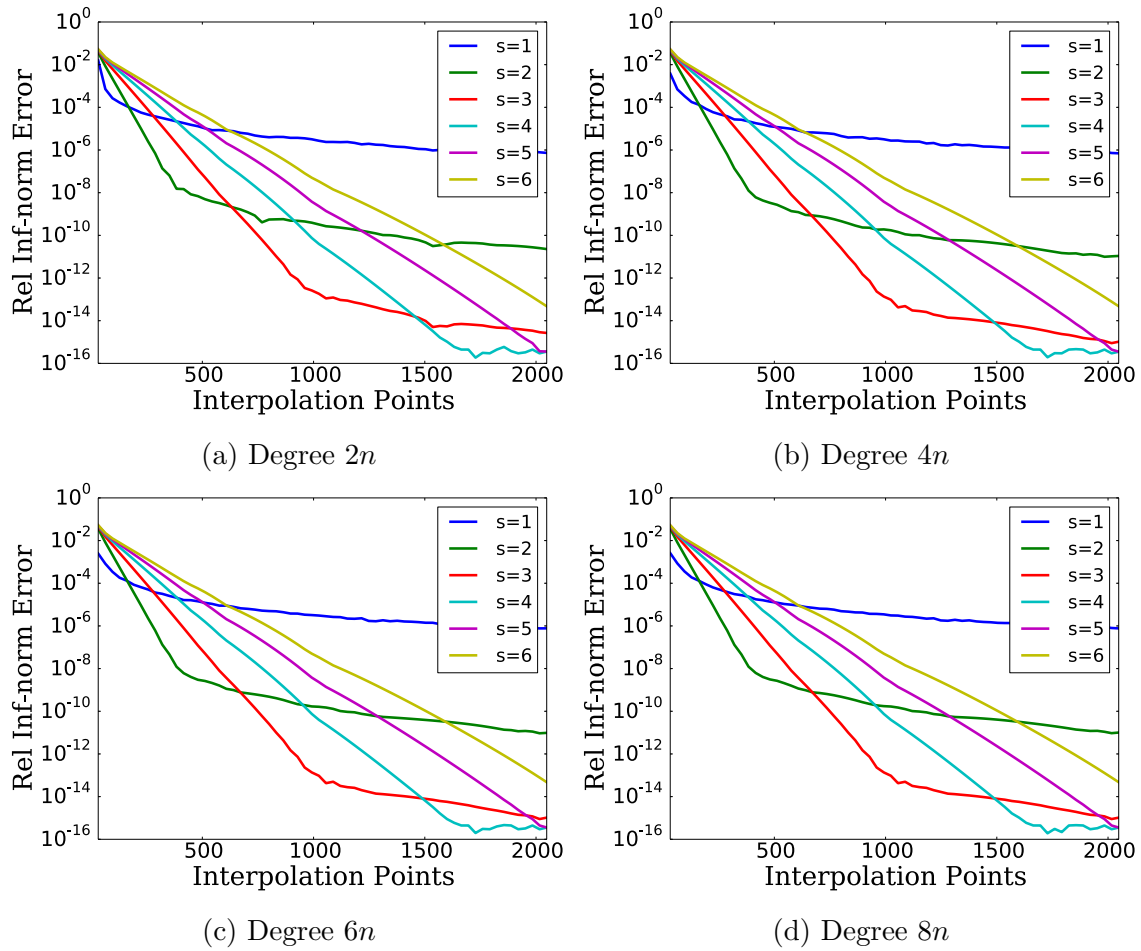 10^0
10^-2
10^-4
10^-6
10^-8
10^-10
10^-12
10^-14
10^-16
Rel Inf-norm Error
s=1
s=2
s=3
s=4
s=5
s=6
500 1000 1500 2000
Interpolation Points
(a) Degree 2n
10^0
10^-2
10^-4
10^-6
10^-8
10^-10
10^-12
10^-14
10^-16
Rel Inf-norm Error
s=1
s=2
s=3
s=4
s=5
s=6
500 1000 1500 2000
Interpolation Points
(b) Degree 4n
10^0
10^-2
10^-4
10^-6
10^-8
10^-10
10^-12
10^-14
10^-16
Rel Inf-norm Error
s=1
s=2
s=3
s=4
s=5
s=6
500 1000 1500 2000
Interpolation Points
(c) Degree 6n
10^0
10^-2
10^-4
10^-6
10^-8
10^-10
10^-12
10^-14
10^-16
Rel Inf-norm Error
s=1
s=2
s=3
s=4
s=5
s=6
500 1000 1500 2000
Interpolation Points
(d) Degree 8n